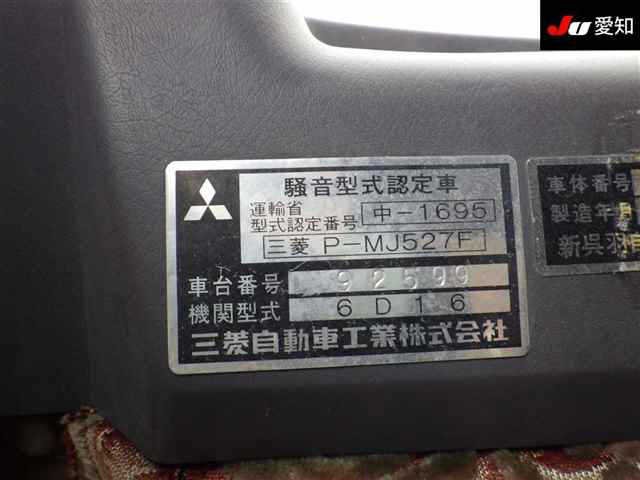 JU 愛知
騒音型式認定車
運輸省
型式認定番号 中-1695
三菱 P-MJ527F
車台番号 92599
機関型式 6D16
三菱自動車工業株式会社
車体番号
製造年月
新呉羽